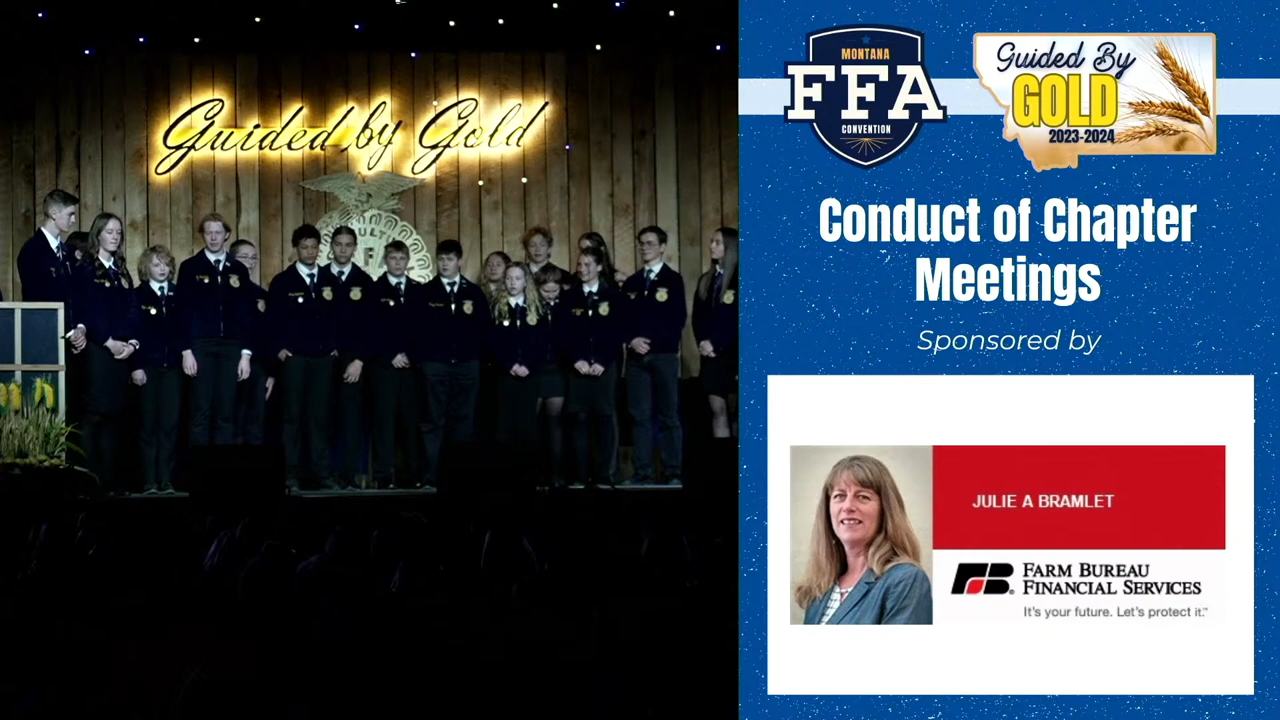 Guided by Gold
MONTANA
FFA
CONVENTION
Guided By
GOLD
2023-2024
Conduct of Chapter
Meetings
Sponsored by
JULIE A BRAMLET
FARM BUREAU
FINANCIAL SERVICES
It's your future. Let's protect it.™